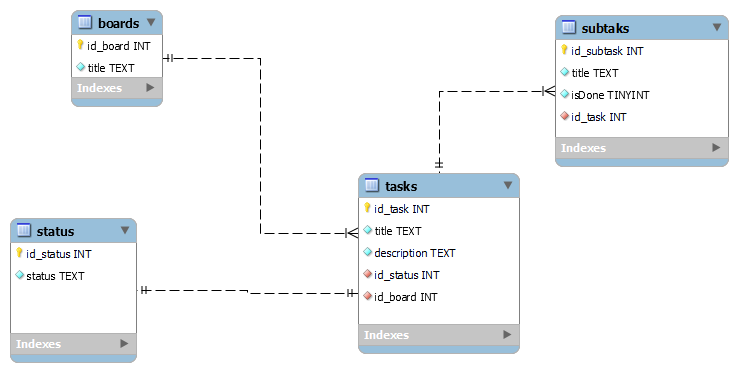 boards
id_board INT
title TEXT
Indexes
subtaks
id_subtask INT
title TEXT
isDone TINYINT
id_task INT
Indexes
tasks
id_task INT
title TEXT
description TEXT
id_status INT
id_board INT
Indexes
status
id_status INT
status TEXT
Indexes